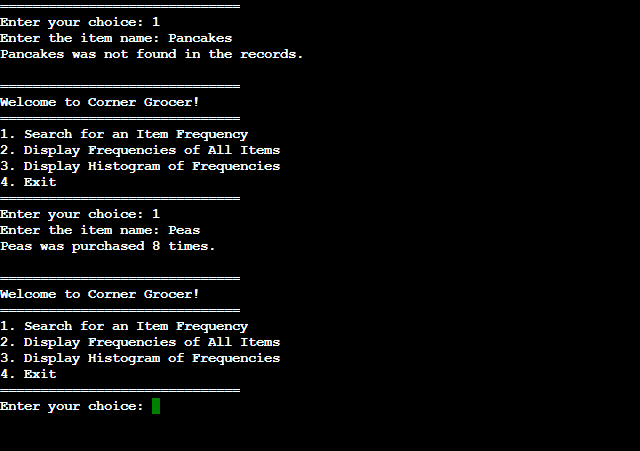 ==============================
Enter your choice: 1
Enter the item name: Pancakes
Pancakes was not found in the records.

==============================
Welcome to Corner Grocer!
==============================
1. Search for an Item Frequency
2. Display Frequencies of All Items
3. Display Histogram of Frequencies
4. Exit
==============================
Enter your choice: 1
Enter the item name: Peas
Peas was purchased 8 times.

==============================
Welcome to Corner Grocer!
==============================
1. Search for an Item Frequency
2. Display Frequencies of All Items
3. Display Histogram of Frequencies
4. Exit
==============================
Enter your choice: